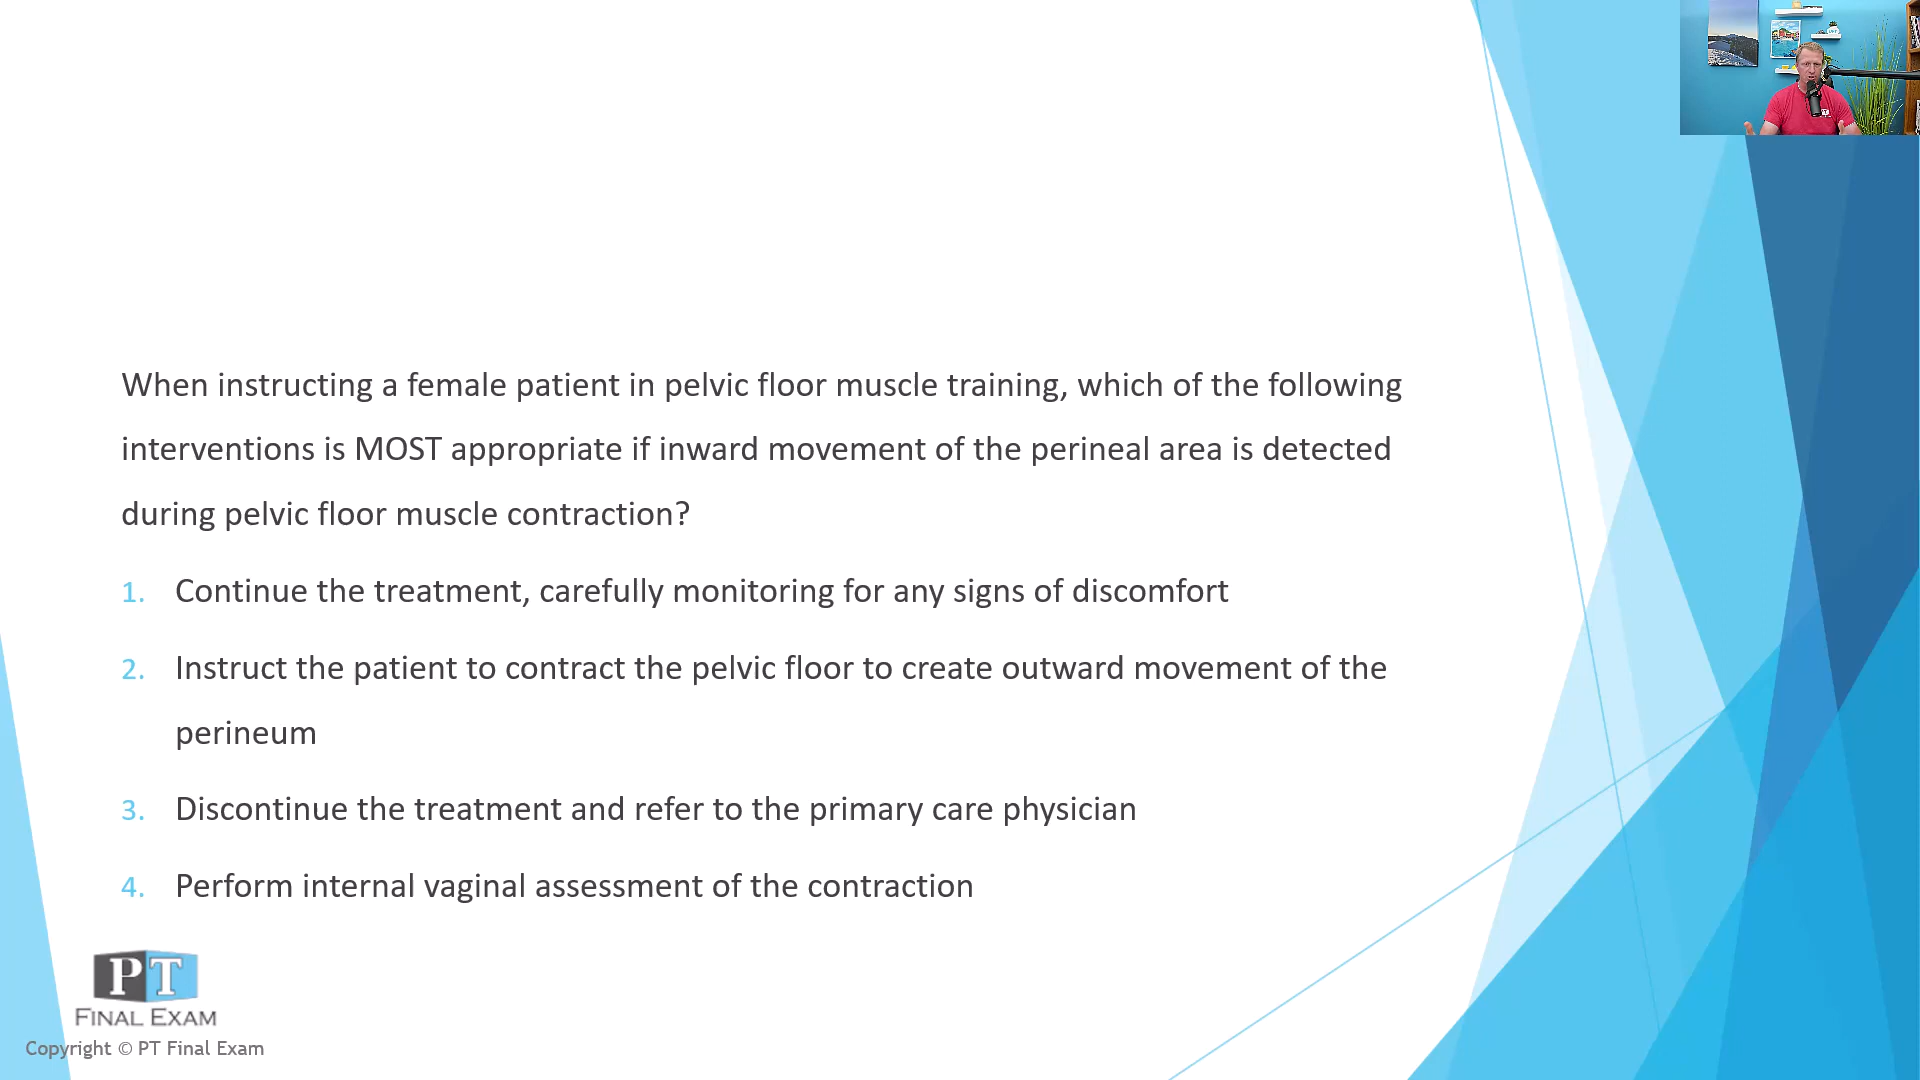 When instructing a female patient in pelvic floor muscle training, which of the following
interventions is MOST appropriate if inward movement of the perineal area is detected
during pelvic floor muscle contraction?
1. Continue the treatment, carefully monitoring for any signs of discomfort
2. Instruct the patient to contract the pelvic floor to create outward movement of the
perineum
3. Discontinue the treatment and refer to the primary care physician
4. Perform internal vaginal assessment of the contraction
PT
FINAL EXAM
Copyright © PT Final Exam